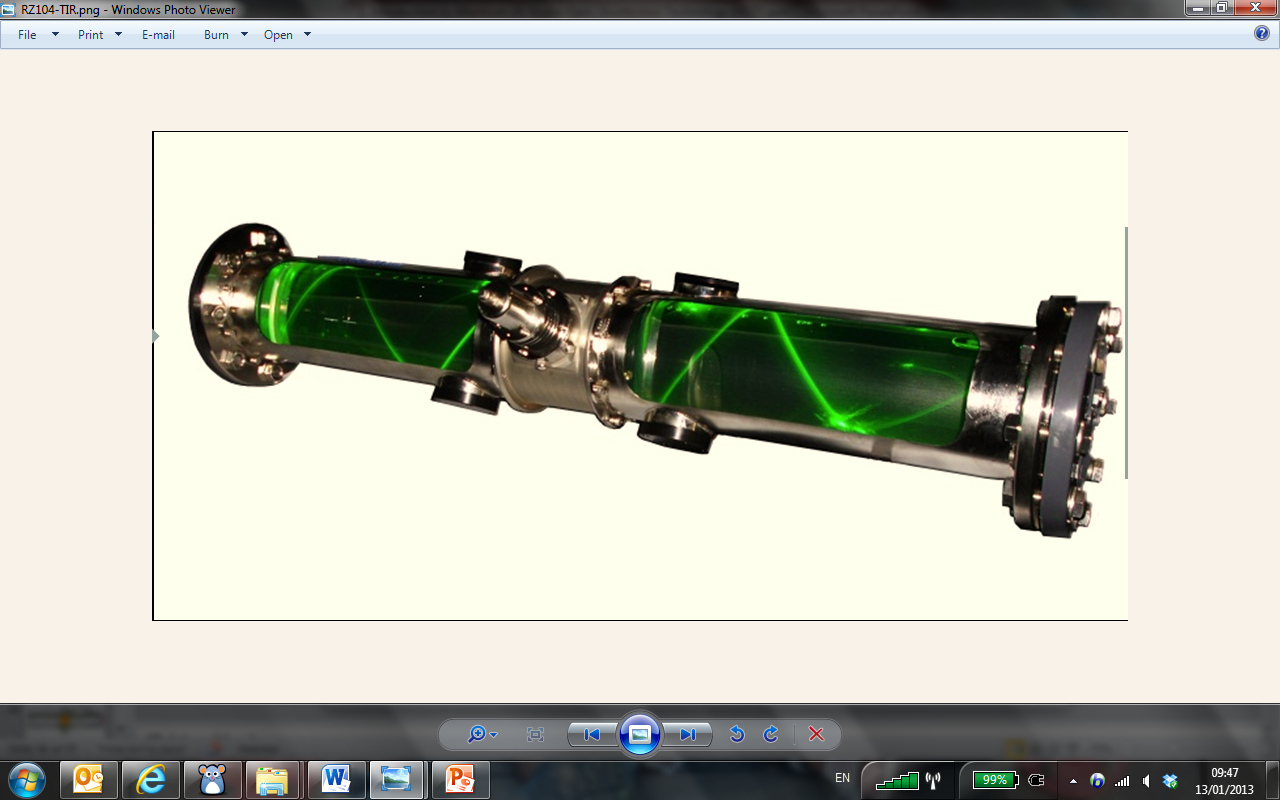 RZ104-TIR.png - Windows Photo Viewer
File Print E-mail Burn Open
EN
99%
09:47
13/01/2013